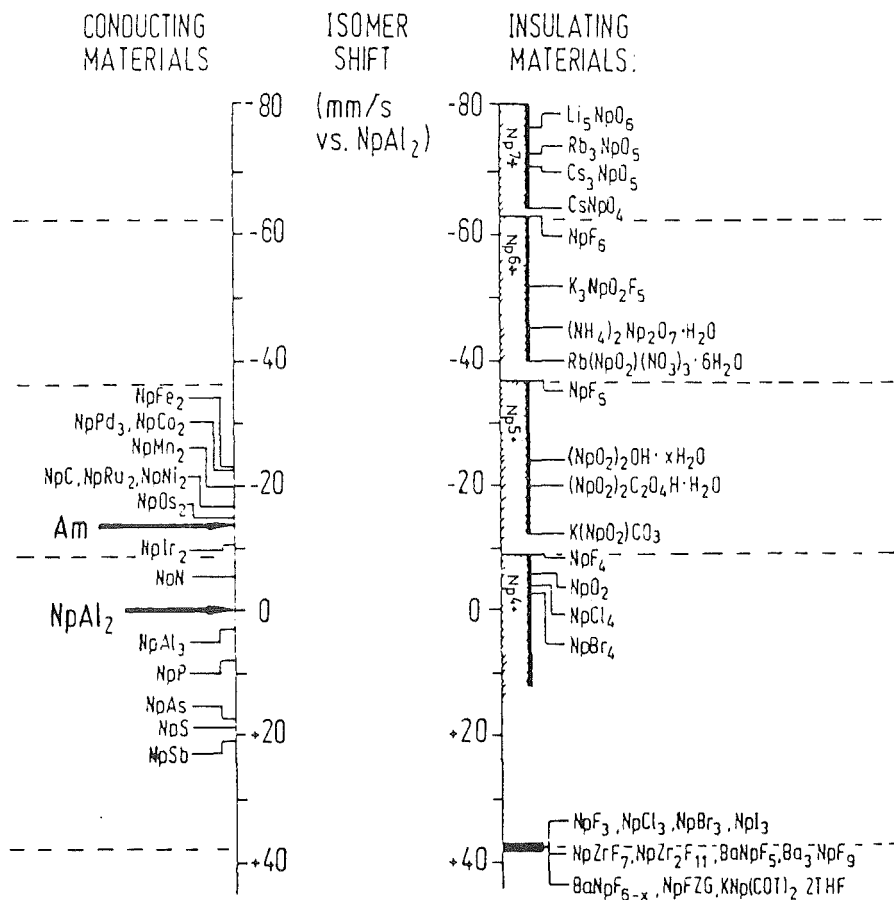 CONDUCTING MATERIALS
ISOMER SHIFT
(mm/s vs. NpAl₂)
INSULATING MATERIALS:
-80
-60
-40
-20
0
+20
+40
NpFe₂
NpPd₃, NpCo₂
NpMn₂
NpC, NpRu₂, NpNi₂
NpOs₂
Am
NpIr₂
NpN
NpAl₂
NpAl₃
NpP
NpAs
NpS
NpSb
-80
-60
-40
-20
0
+20
+40
Np7+
Np6+
Np5+
Np4+
Li₅NpO₆
Rb₃NpO₅
Cs₃NpO₅
CsNpO₄
NpF₆
K₃NpO₂F₅
(NH₄)₂Np₂O₇·H₂O
Rb(NpO₂)(NO₃)₃·6H₂O
NpF₅
(NpO₂)₂OH·xH₂O
(NpO₂)₂C₂O₄H·H₂O
K(NpO₂)CO₃
NpF₄
NpO₂
NpCl₄
NpBr₄
NpF₃, NpCl₃, NpBr₃, NpI₃
NpZrF₇, NpZr₂F₁₁, BaNpF₅, Ba₃NpF₉
BaNpF₆₋ₓ, NpFZG, KNp(COT)₂ 2THF